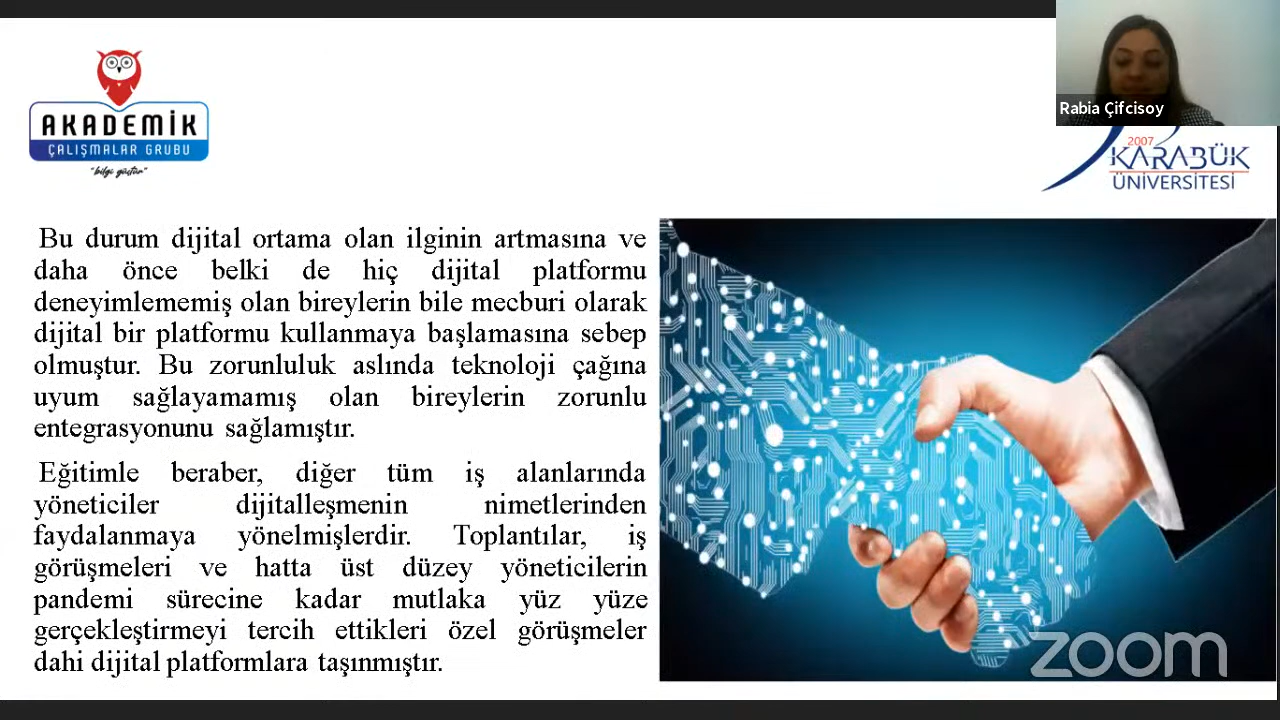 AKADEMİK
ÇALIŞMALAR GRUBU
"bilgi güçtür"
Rabia Çifcisoy
2007
KARABÜK
ÜNİVERSİTESİ
Bu durum dijital ortama olan ilginin artmasına ve
daha önce belki de hiç dijital platformu
deneyimlememiş olan bireylerin bile mecburi olarak
dijital bir platformu kullanmaya başlamasına sebep
olmuştur. Bu zorunluluk aslında teknoloji çağına
uyum sağlayamamış olan bireylerin zorunlu
entegrasyonunu sağlamıştır.
Eğitimle beraber, diğer tüm iş alanlarında
yöneticiler dijitalleşmenin nimetlerinden
faydalanmaya yönelmişlerdir. Toplantılar, iş
görüşmeleri ve hatta üst düzey yöneticilerin
pandemi sürecine kadar mutlaka yüz yüze
gerçekleştirmeyi tercih ettikleri özel görüşmeler
dahi dijital platformlara taşınmıştır.
zoom